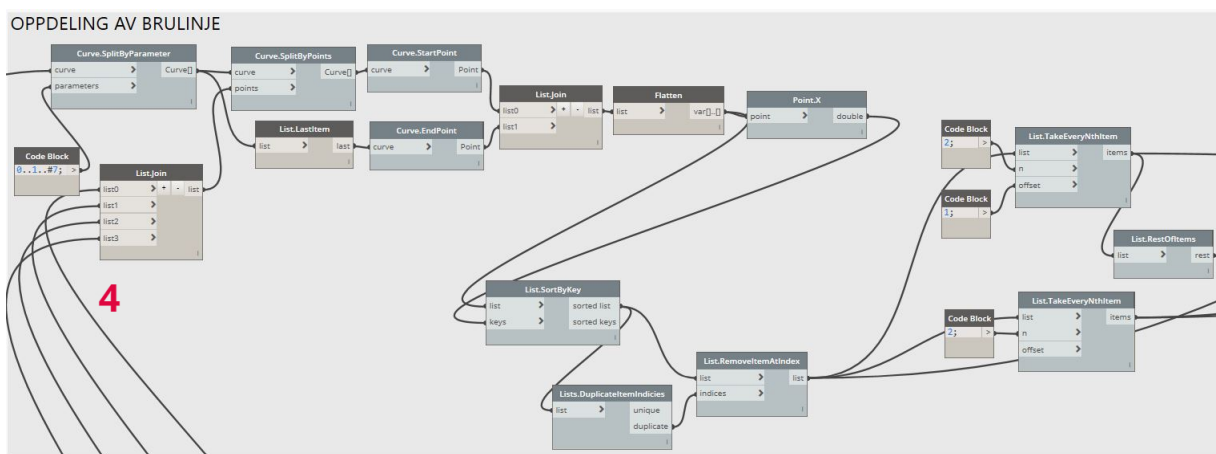 OPPDELING AV BRULINJE
Curve.SplitByParameter
curve > Curve[]
parameters >
Curve.SplitByPoints
curve > Curve[]
points >
Curve.StartPoint
curve > Point
List.Join
list0 > + - list
list1 >
Flatten
list > var[]..[]
Point.X
point > double
List.LastItem
list > last
Curve.EndPoint
curve > Point
Code Block
0..1..#7; >
List.Join
list0 > + - list
list1 >
list2 >
list3 >
4
Code Block
2; >
List.TakeEveryNthItem
list > items
n >
offset >
Code Block
1; >
List.RestOfItems
list > rest
List.SortByKey
list > sorted list
keys > sorted keys
Code Block
2; >
List.TakeEveryNthItem
list > items
n >
offset >
Lists.DuplicateItemIndicies
list > unique
duplicate
List.RemoveItemAtIndex
list > list
indices >